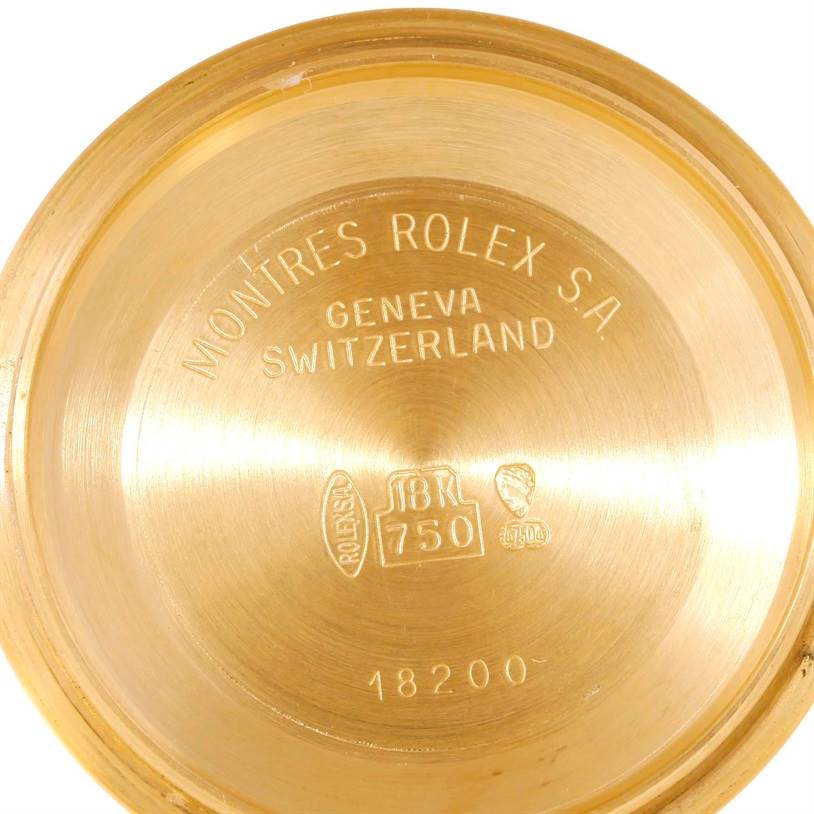 MONTRES ROLEX S.A.
GENEVA
SWITZERLAND
ROLEX SA
18K
750
750
18200